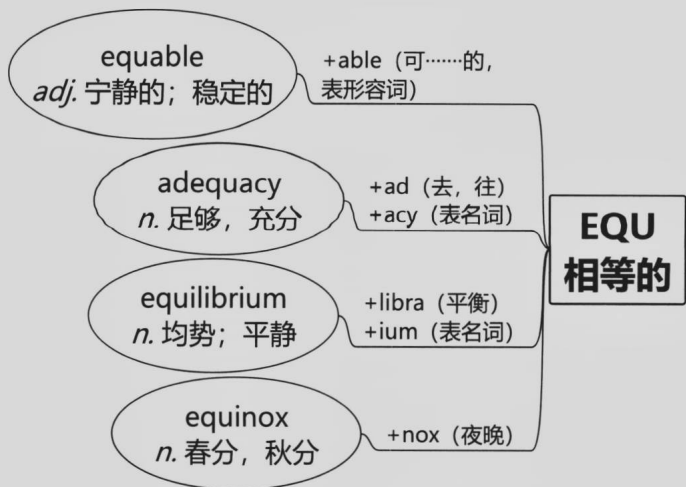 equable
adj. 宁静的；稳定的
+able（可……的，
表形容词）
adequacy
n. 足够，充分
+ad（去，往）
+acy（表名词）
EQU
相等的
equilibrium
n. 均势；平静
+libra（平衡）
+ium（表名词）
equinox
n. 春分，秋分
+nox（夜晚）